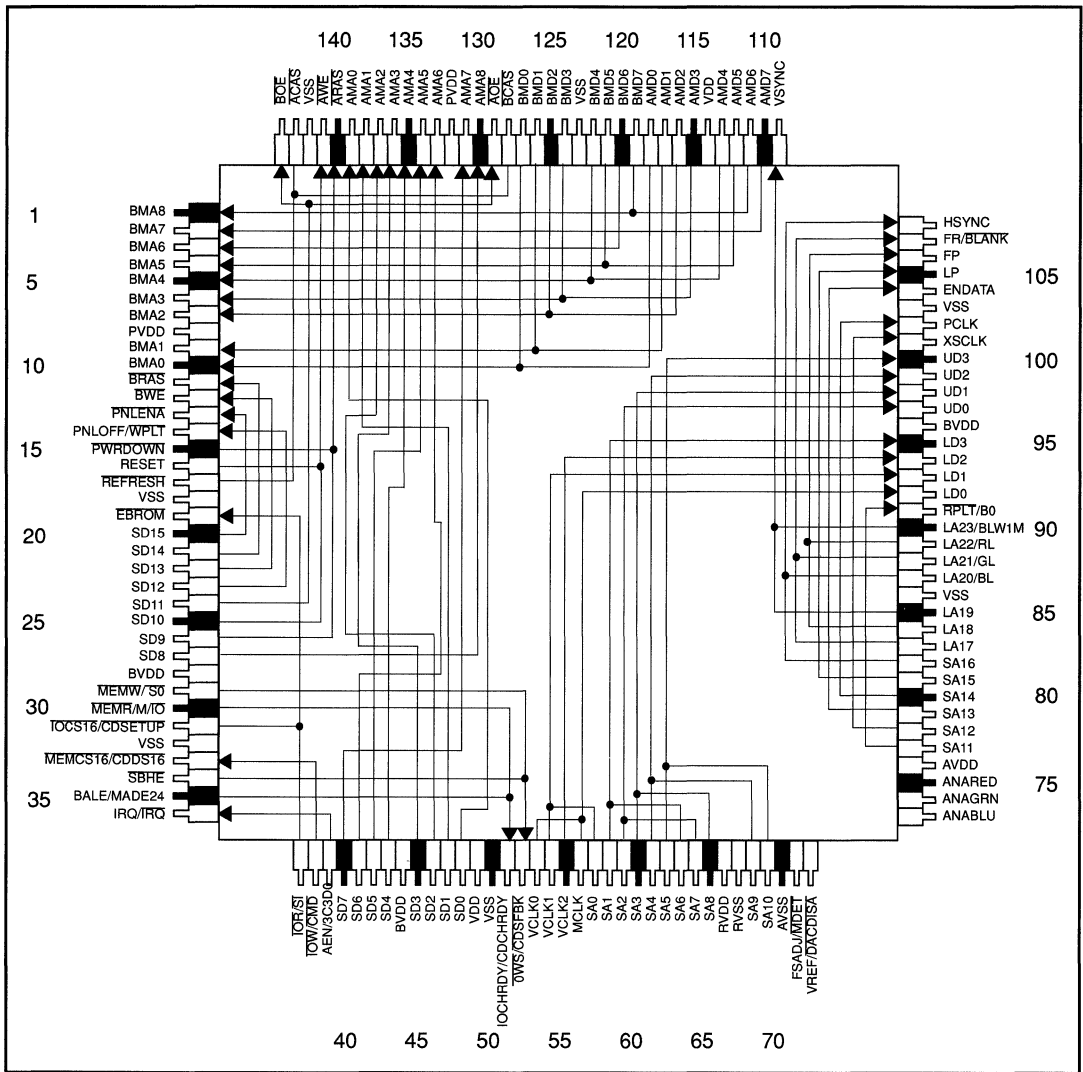 140 135 130 125 120 115 110
BOE
ACAS
VSS
AWE
ARAS
AMA0
AMA1
AMA2
AMA3
AMA4
AMA5
AMA6
PVDD
AMA7
AMA8
AOE
BCAS
BMD0
BMD1
BMD2
BMD3
VSS
BMD4
BMD5
BMD6
BMD7
AMD0
AMD1
AMD2
AMD3
VDD
AMD4
AMD5
AMD6
AMD7
VSYNC
1
5
10
15
20
25
30
35
BMA8
BMA7
BMA6
BMA5
BMA4
BMA3
BMA2
PVDD
BMA1
BMA0
BRAS
BWE
PNLENA
PNLOFF/WPLT
PWRDOWN
RESET
REFRESH
VSS
EBROM
SD15
SD14
SD13
SD12
SD11
SD10
SD9
SD8
BVDD
MEMW/S0
MEMR/M/IO
IOCS16/CDSETUP
VSS
MEMCS16/CDDS16
SBHE
BALE/MADE24
IRQ/IRQ
HSYNC
FR/BLANK
FP
LP
ENDATA
VSS
PCLK
XSCLK
UD3
UD2
UD1
UD0
BVDD
LD3
LD2
LD1
LD0
RPLT/B0
LA23/BLW1M
LA22/RL
LA21/GL
LA20/BL
VSS
LA19
LA18
LA17
SA16
SA15
SA14
SA13
SA12
SA11
AVDD
ANARED
ANAGRN
ANABLU
105
100
95
90
85
80
75
IOR/SI
IOW/CMD
AEN/3C3D0
SD7
SD6
SD5
SD4
BVDD
SD3
SD2
SD1
SD0
VDD
VSS
IOCHRDY/CDCHRDY
0WS/CDSFBK
VCLK0
VCLK1
VCLK2
MCLK
SA0
SA1
SA2
SA3
SA4
SA5
SA6
SA7
SA8
RVDD
RVSS
SA9
SA10
AVSS
FSADJ/MDET
VREF/DACDISA
40 45 50 55 60 65 70